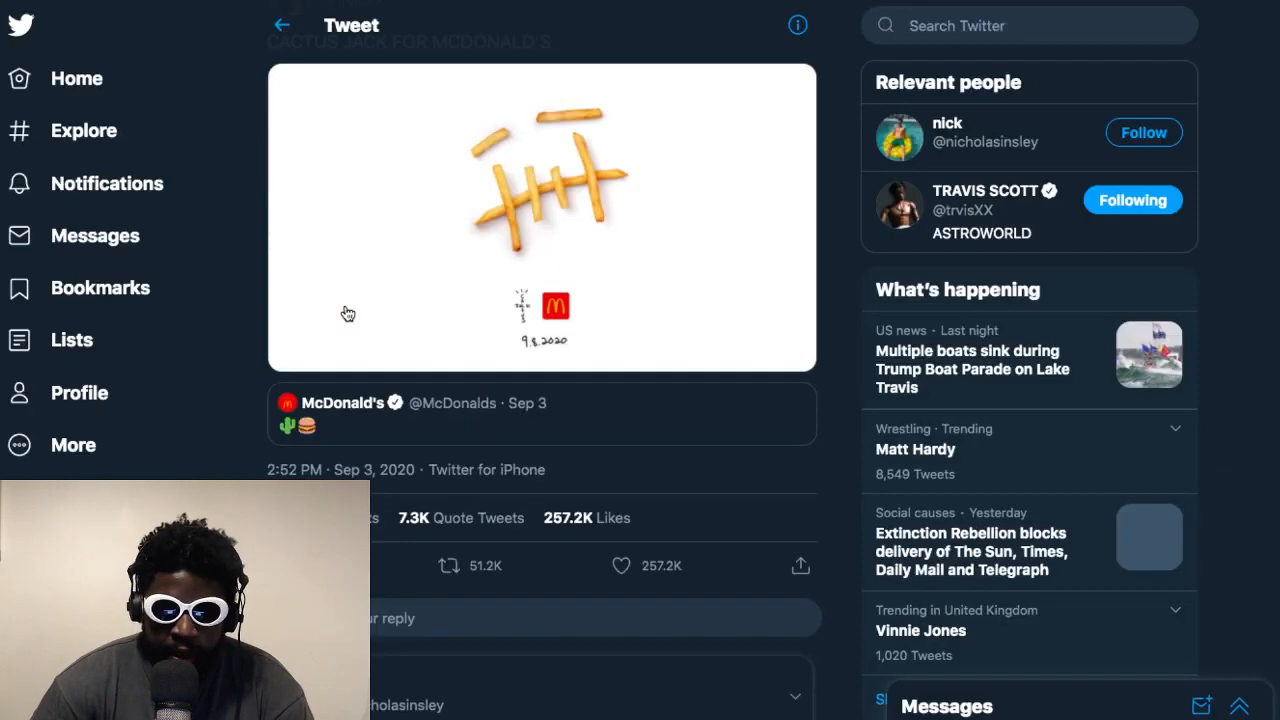 Tweet
CACTUS JACK FOR MCDONALD'S
Home
Explore
Notifications
Messages
Bookmarks
Lists
Profile
More
9.8.2020
McDonald's @McDonalds · Sep 3
🌵🍔
2:52 PM · Sep 3, 2020 · Twitter for iPhone
7.3K Quote Tweets 257.2K Likes
51.2K 257.2K
reply
Search Twitter
Relevant people
nick
@nicholasinsley
Follow
TRAVIS SCOTT
@trvisXX
Following
ASTROWORLD
What's happening
US news · Last night
Multiple boats sink during
Trump Boat Parade on Lake
Travis
Wrestling · Trending
Matt Hardy
8,549 Tweets
Social causes · Yesterday
Extinction Rebellion blocks
delivery of The Sun, Times,
Daily Mail and Telegraph
Trending in United Kingdom
Vinnie Jones
1,020 Tweets
Messages